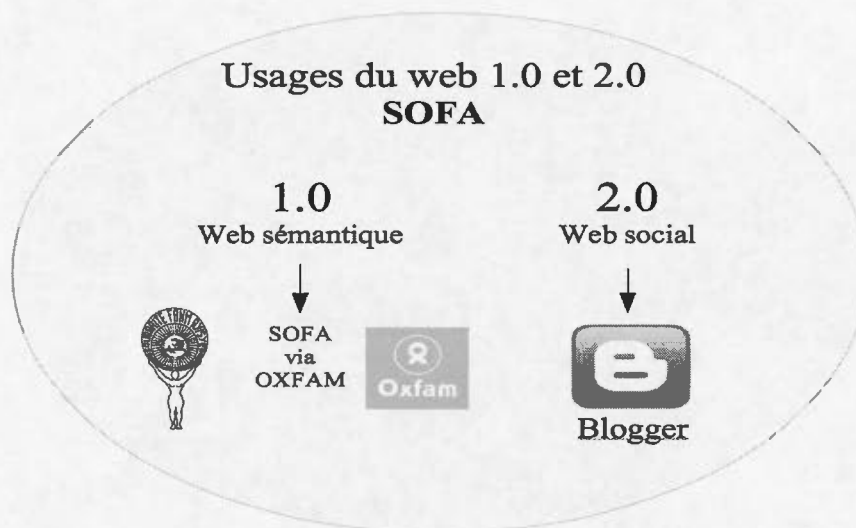 Usages du web 1.0 et 2.0
SOFA
1.0
Web sémantique
SOFA
via
OXFAM
Oxfam
2.0
Web social
Blogger